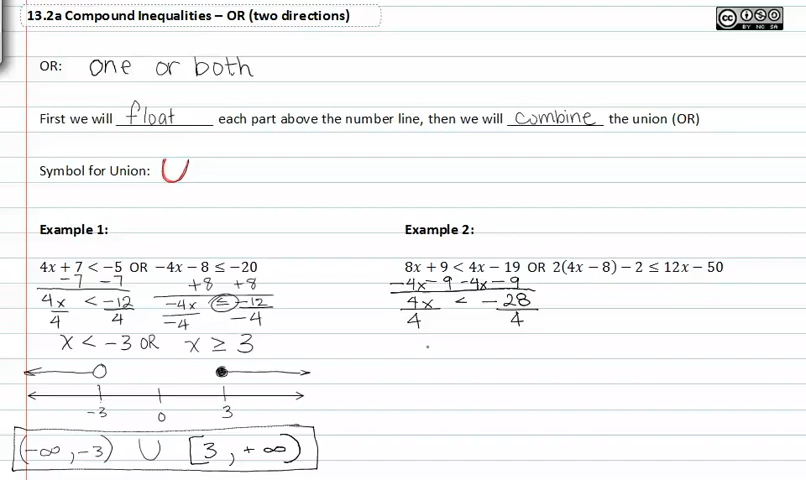 13.2a Compound Inequalities – OR (two directions)
CC BY NC SA
OR: one or both
First we will float each part above the number line, then we will combine the union (OR)
Symbol for Union: ∪
Example 1:
4x + 7 < −5 OR −4x − 8 ≤ −20
−7 −7 +8 +8
4x < −12 −4x ≤ −12
4 4 −4 −4
x < −3 OR x ≥ 3
−3 0 3
(−∞, −3) ∪ [3, +∞)
Example 2:
8x + 9 < 4x − 19 OR 2(4x − 8) − 2 ≤ 12x − 50
−4x − 9 −4x − 9
4x < −28
4 4